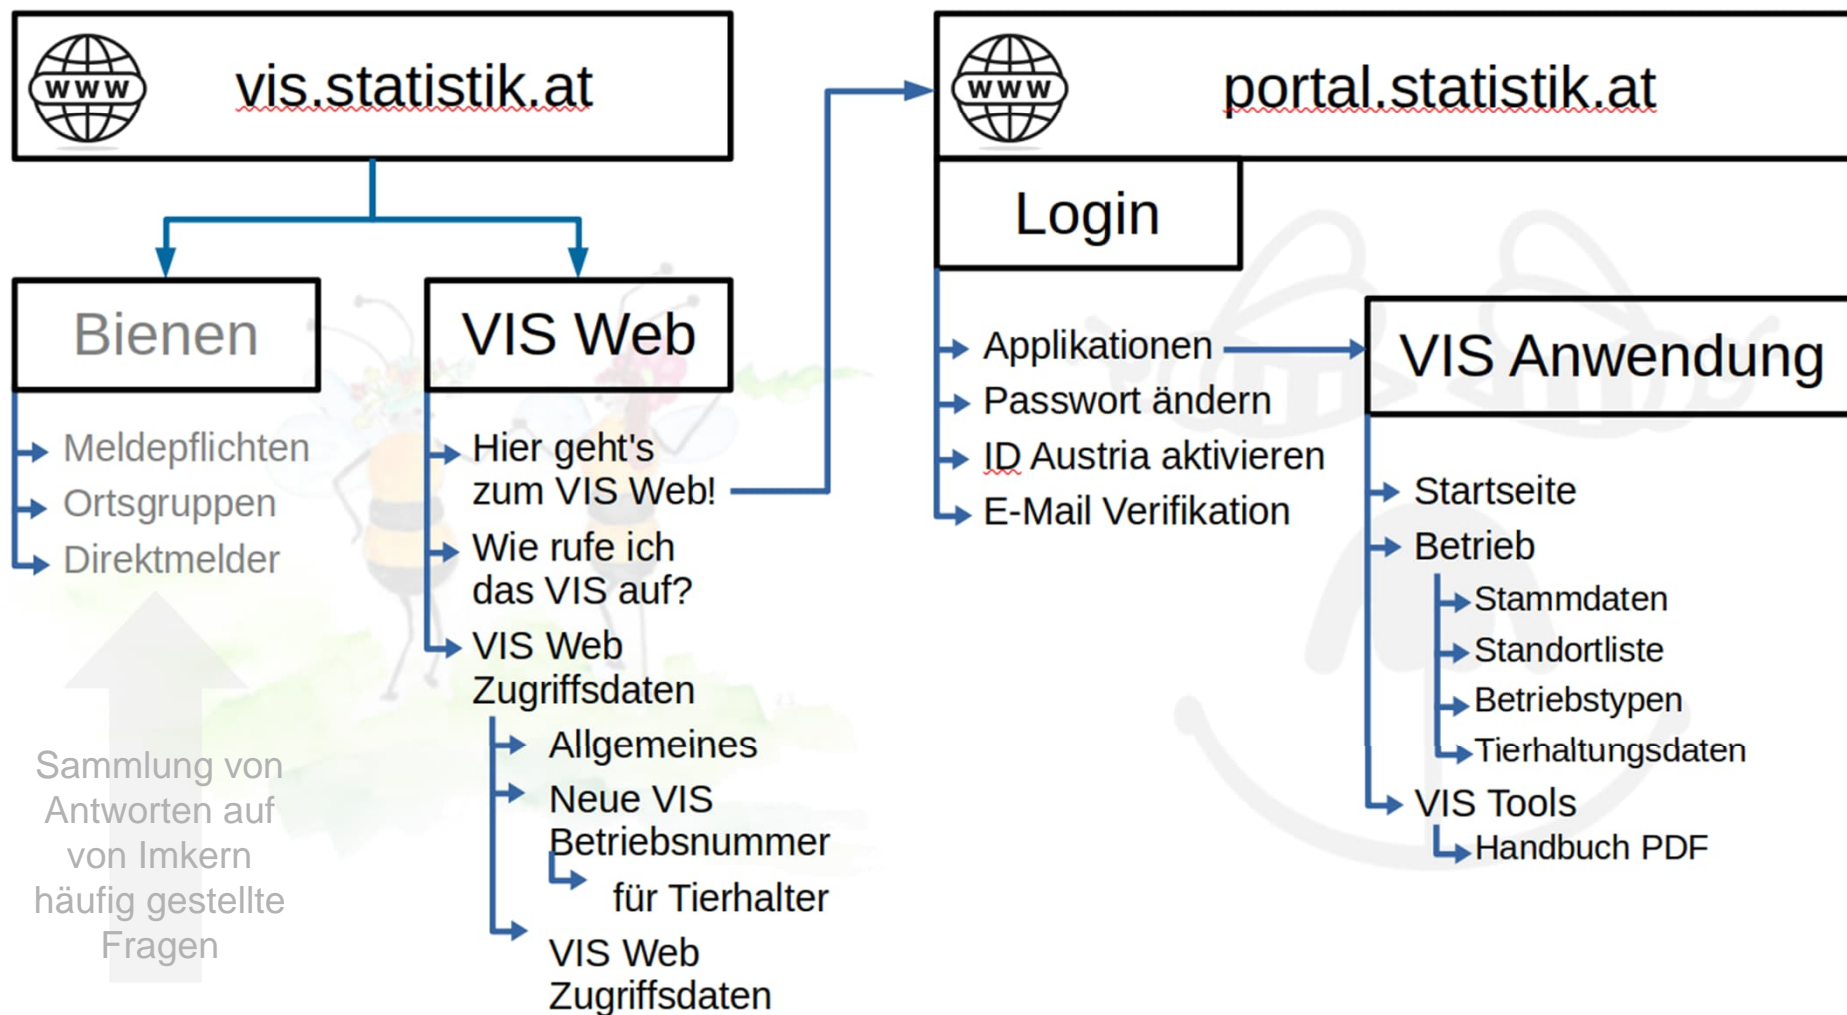 WWW
vis.statistik.at
Bienen
Meldepflichten
Ortsgruppen
Direktmelder
Sammlung von
Antworten auf
von Imkern
häufig gestellte
Fragen
VIS Web
Hier geht's
zum VIS Web!
Wie rufe ich
das VIS auf?
VIS Web
Zugriffsdaten
Allgemeines
Neue VIS
Betriebsnummer
für Tierhalter
VIS Web
Zugriffsdaten
WWW
portal.statistik.at
Login
Applikationen
Passwort ändern
ID Austria aktivieren
E-Mail Verifikation
VIS Anwendung
Startseite
Betrieb
Stammdaten
Standortliste
Betriebstypen
Tierhaltungsdaten
VIS Tools
Handbuch PDF